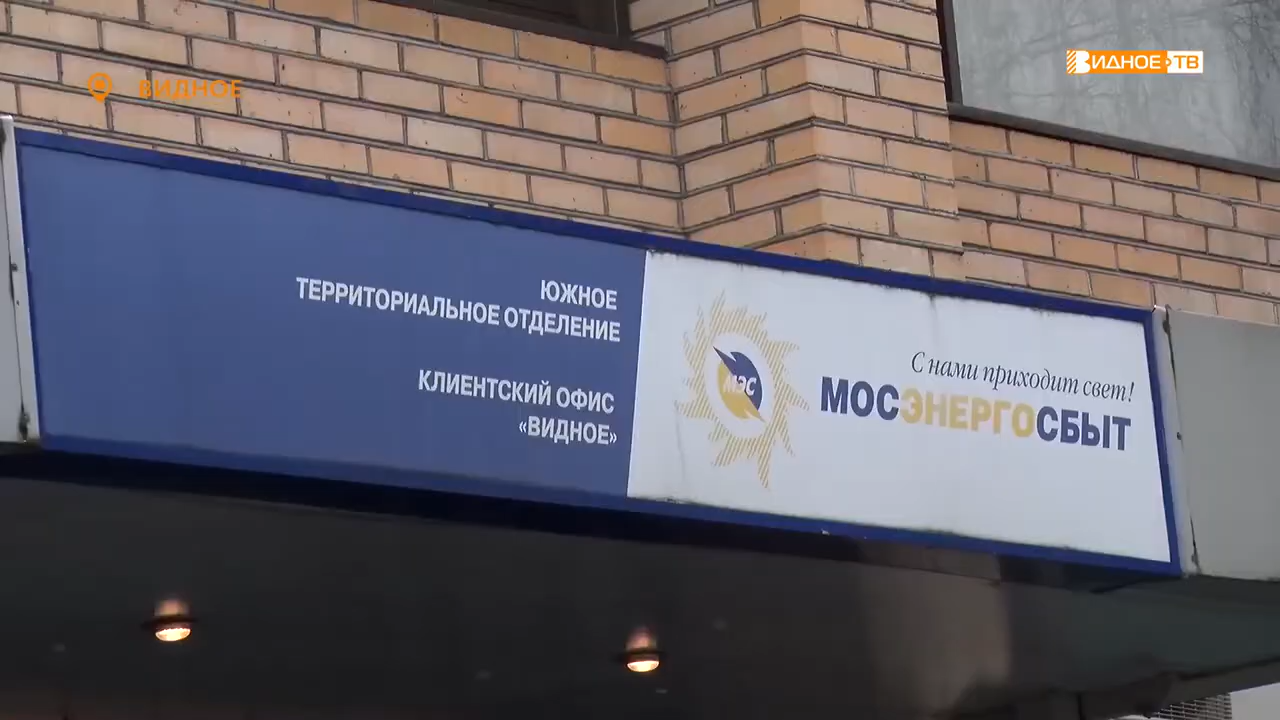 ВИДНОЕ
ВИДНОЕ ТВ
ЮЖНОЕ
ТЕРРИТОРИАЛЬНОЕ ОТДЕЛЕНИЕ
КЛИЕНТСКИЙ ОФИС
«ВИДНОЕ»
МЭС
С нами приходит свет!
МОСЭНЕРГОСБЫТ